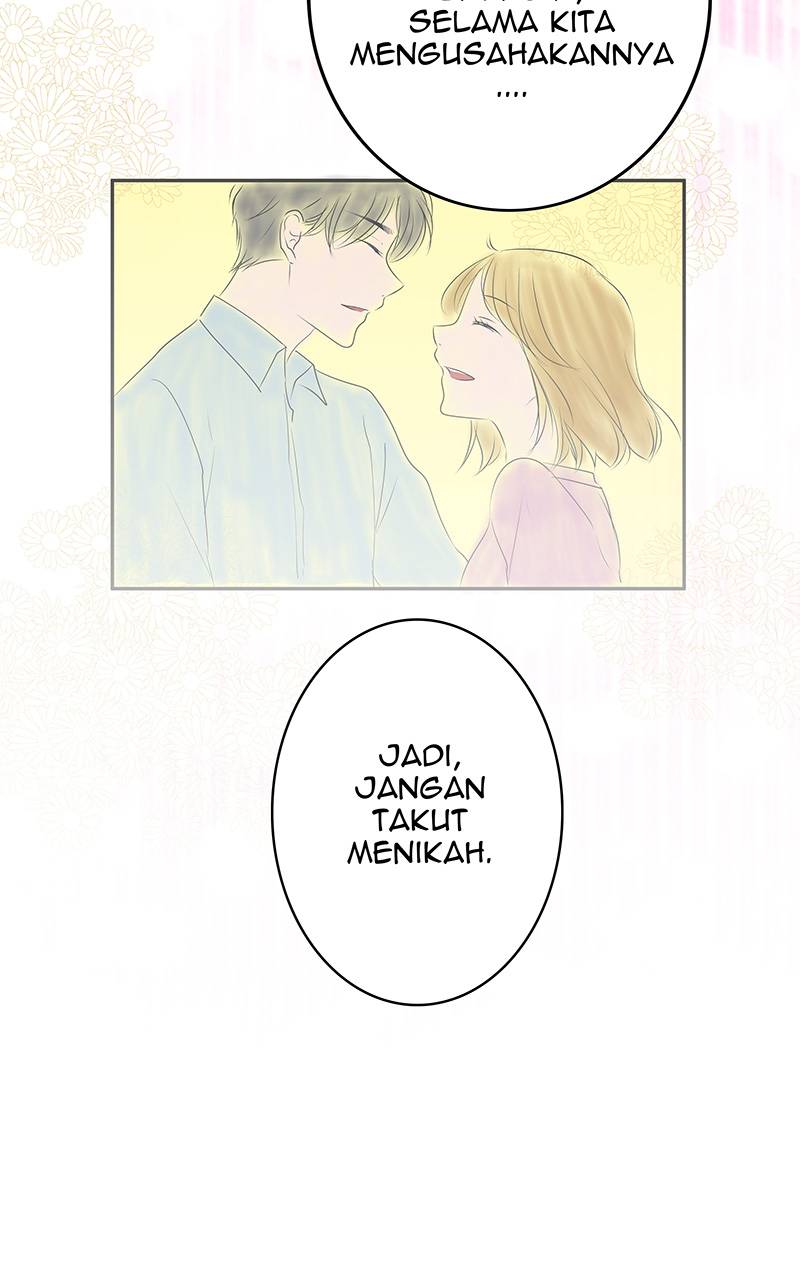 SELAMA KITA
MENGUSAHAKANNYA
....
JADI,
JANGAN
TAKUT
MENIKAH.